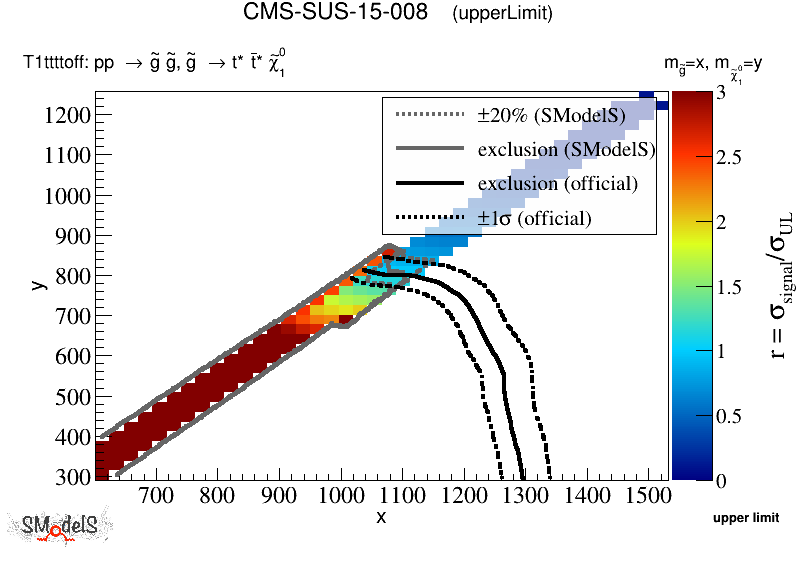 CMS-SUS-15-008 (upperLimit)
T1ttttoff: pp → g̃ g̃, g̃ → t* t̄* χ̃₁⁰
m_g̃=x, m_χ̃₁⁰=y
±20% (SModelS)
exclusion (SModelS)
exclusion (official)
±1σ (official)
1200
1100
1000
900
800
700
600
500
400
300
y
700 800 900 1000 1100 1200 1300 1400 1500
x
3
2.5
2
1.5
1
0.5
0
r = σ_signal/σ_UL
upper limit
SModelS